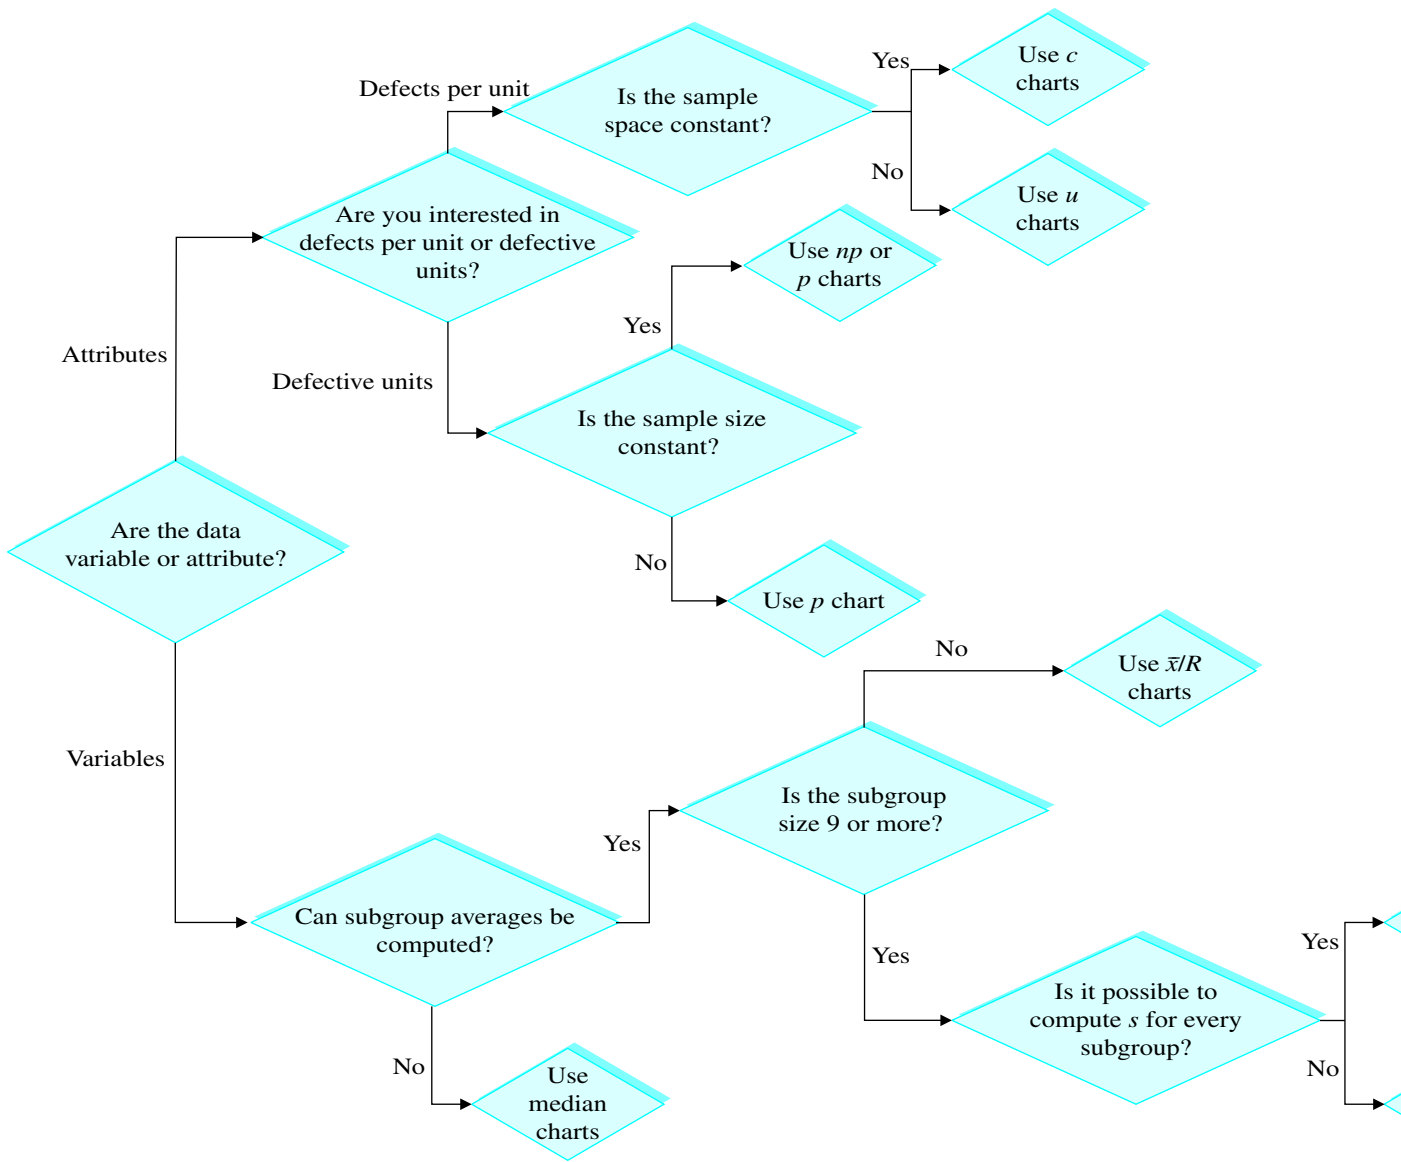 Defects per unit
Is the sample
space constant?
Yes
Use c
charts
No
Use u
charts
Are you interested in
defects per unit or defective
units?
Attributes
Defective units
Yes
Use np or
p charts
Is the sample size
constant?
No
Use p chart
Are the data
variable or attribute?
Variables
Can subgroup averages be
computed?
Yes
Is the subgroup
size 9 or more?
No
Use x̄/R
charts
Yes
Is it possible to
compute s for every
subgroup?
Yes
No
No
Use
median
charts